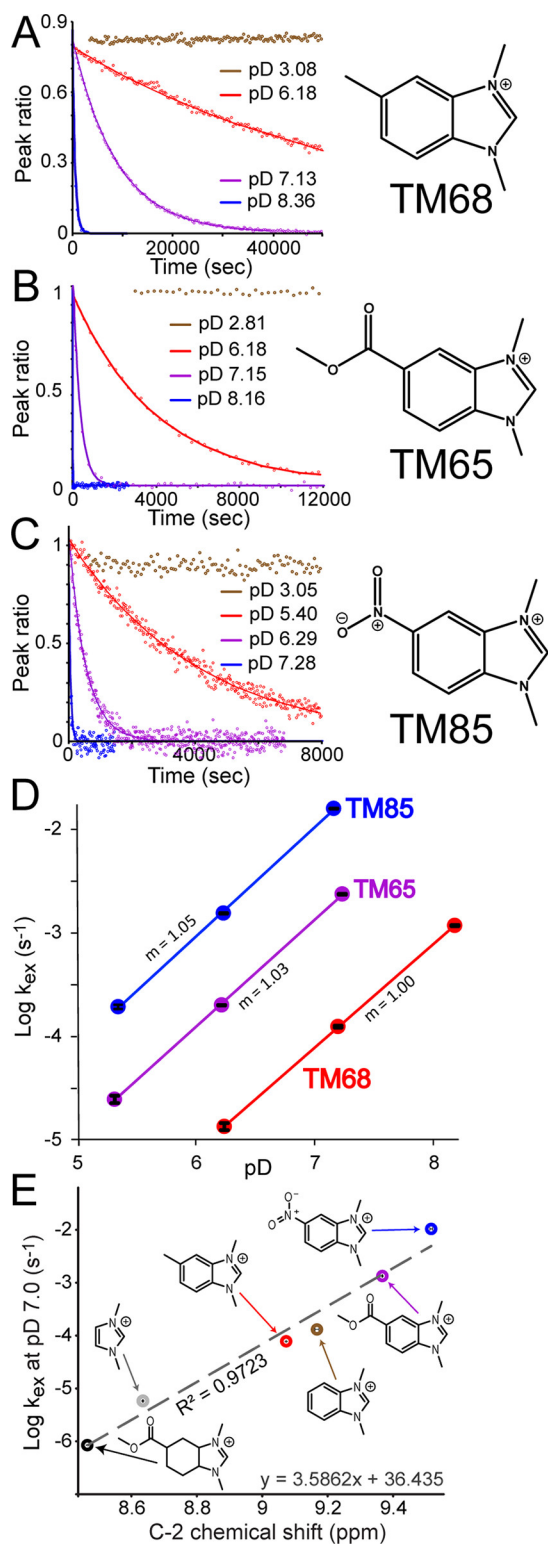 A
Peak ratio
0.9
0.6
0.3
0
0
20000
40000
Time (sec)
pD 3.08
pD 6.18
pD 7.13
pD 8.36
N
⊕
N
TM68
B
Peak ratio
1
0.5
0
0
4000
8000
12000
Time (sec)
pD 2.81
pD 6.18
pD 7.15
pD 8.16
O
O
N
⊕
N
TM65
C
Peak ratio
1
0.5
0
0
2000
4000
6000
8000
Time (sec)
pD 3.05
pD 5.40
pD 6.29
pD 7.28
O
⊖
O
N
⊕
N
⊕
N
TM85
D
Log kex (s-1)
-2
-3
-4
-5
5
6
7
8
pD
TM85
TM65
TM68
m = 1.05
m = 1.03
m = 1.00
E
Log kex at pD 7.0 (s-1)
-2
-3
-4
-5
-6
8.6
8.8
9
9.2
9.4
C-2 chemical shift (ppm)
O-
N+
O
N
⊕
N
N
⊕
N
N
⊕
N
O
O
N
⊕
N
N
⊕
N
O
O
N
⊕
N
R2 = 0.9723
y = 3.5862x + 36.435